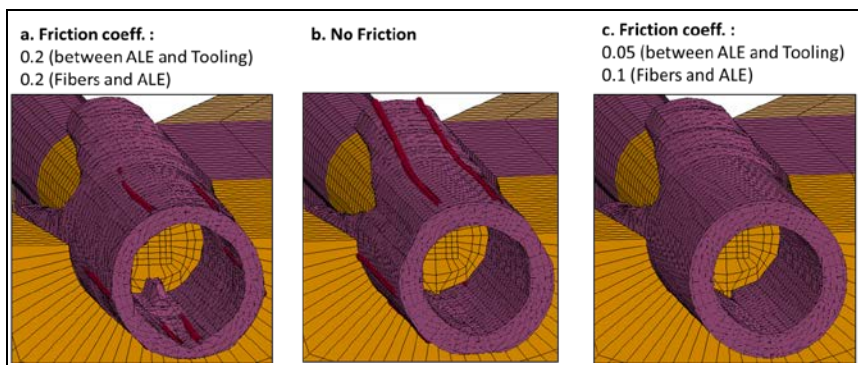 a. Friction coeff. :
0.2 (between ALE and Tooling)
0.2 (Fibers and ALE)
b. No Friction
c. Friction coeff. :
0.05 (between ALE and Tooling)
0.1 (Fibers and ALE)